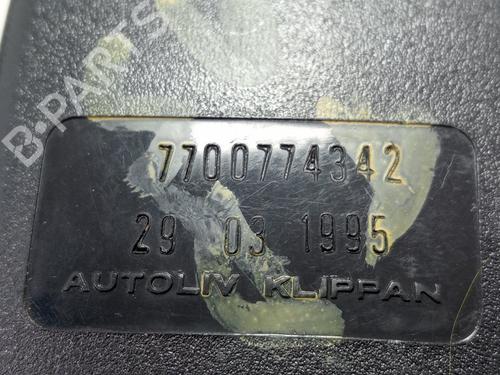 B-PARTS
7700774342
29 03 1995
AUTOLIV KLIPPAN